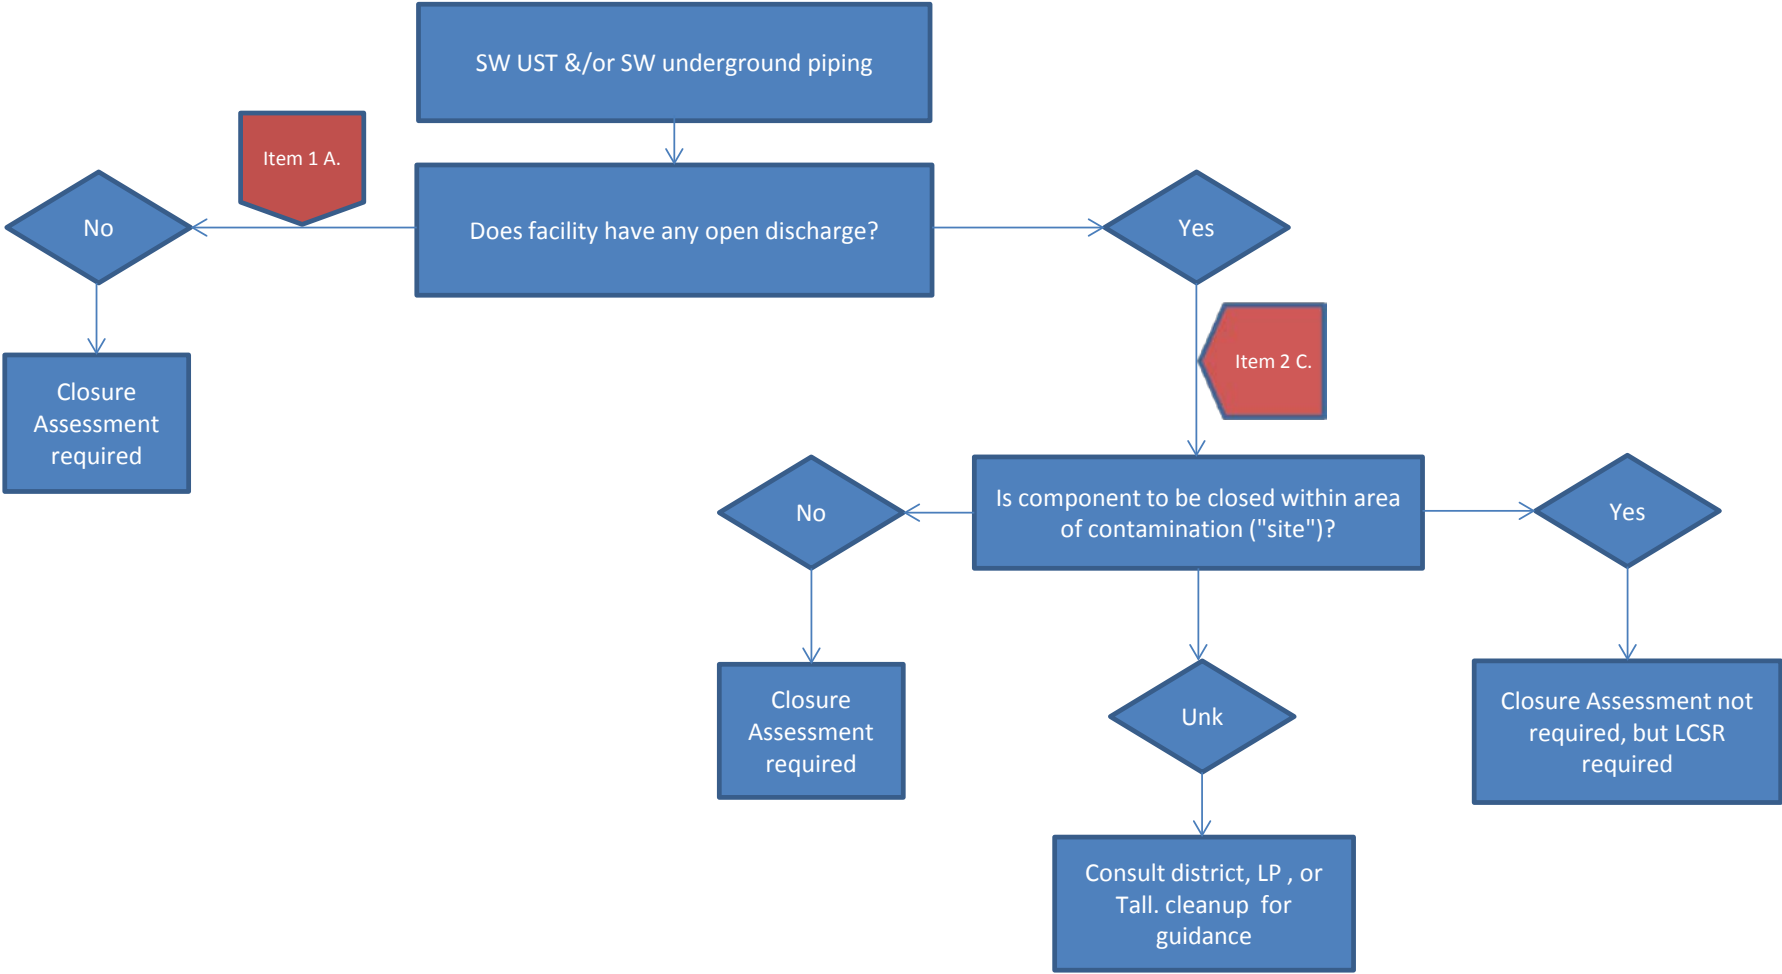 SW UST &/or SW underground piping
Item 1 A.
No
Does facility have any open discharge?
Yes
Closure
Assessment
required
Item 2 C.
No
Is component to be closed within area
of contamination ("site")?
Yes
Closure
Assessment
required
Unk
Closure Assessment not
required, but LCSR
required
Consult district, LP , or
Tall. cleanup  for
guidance